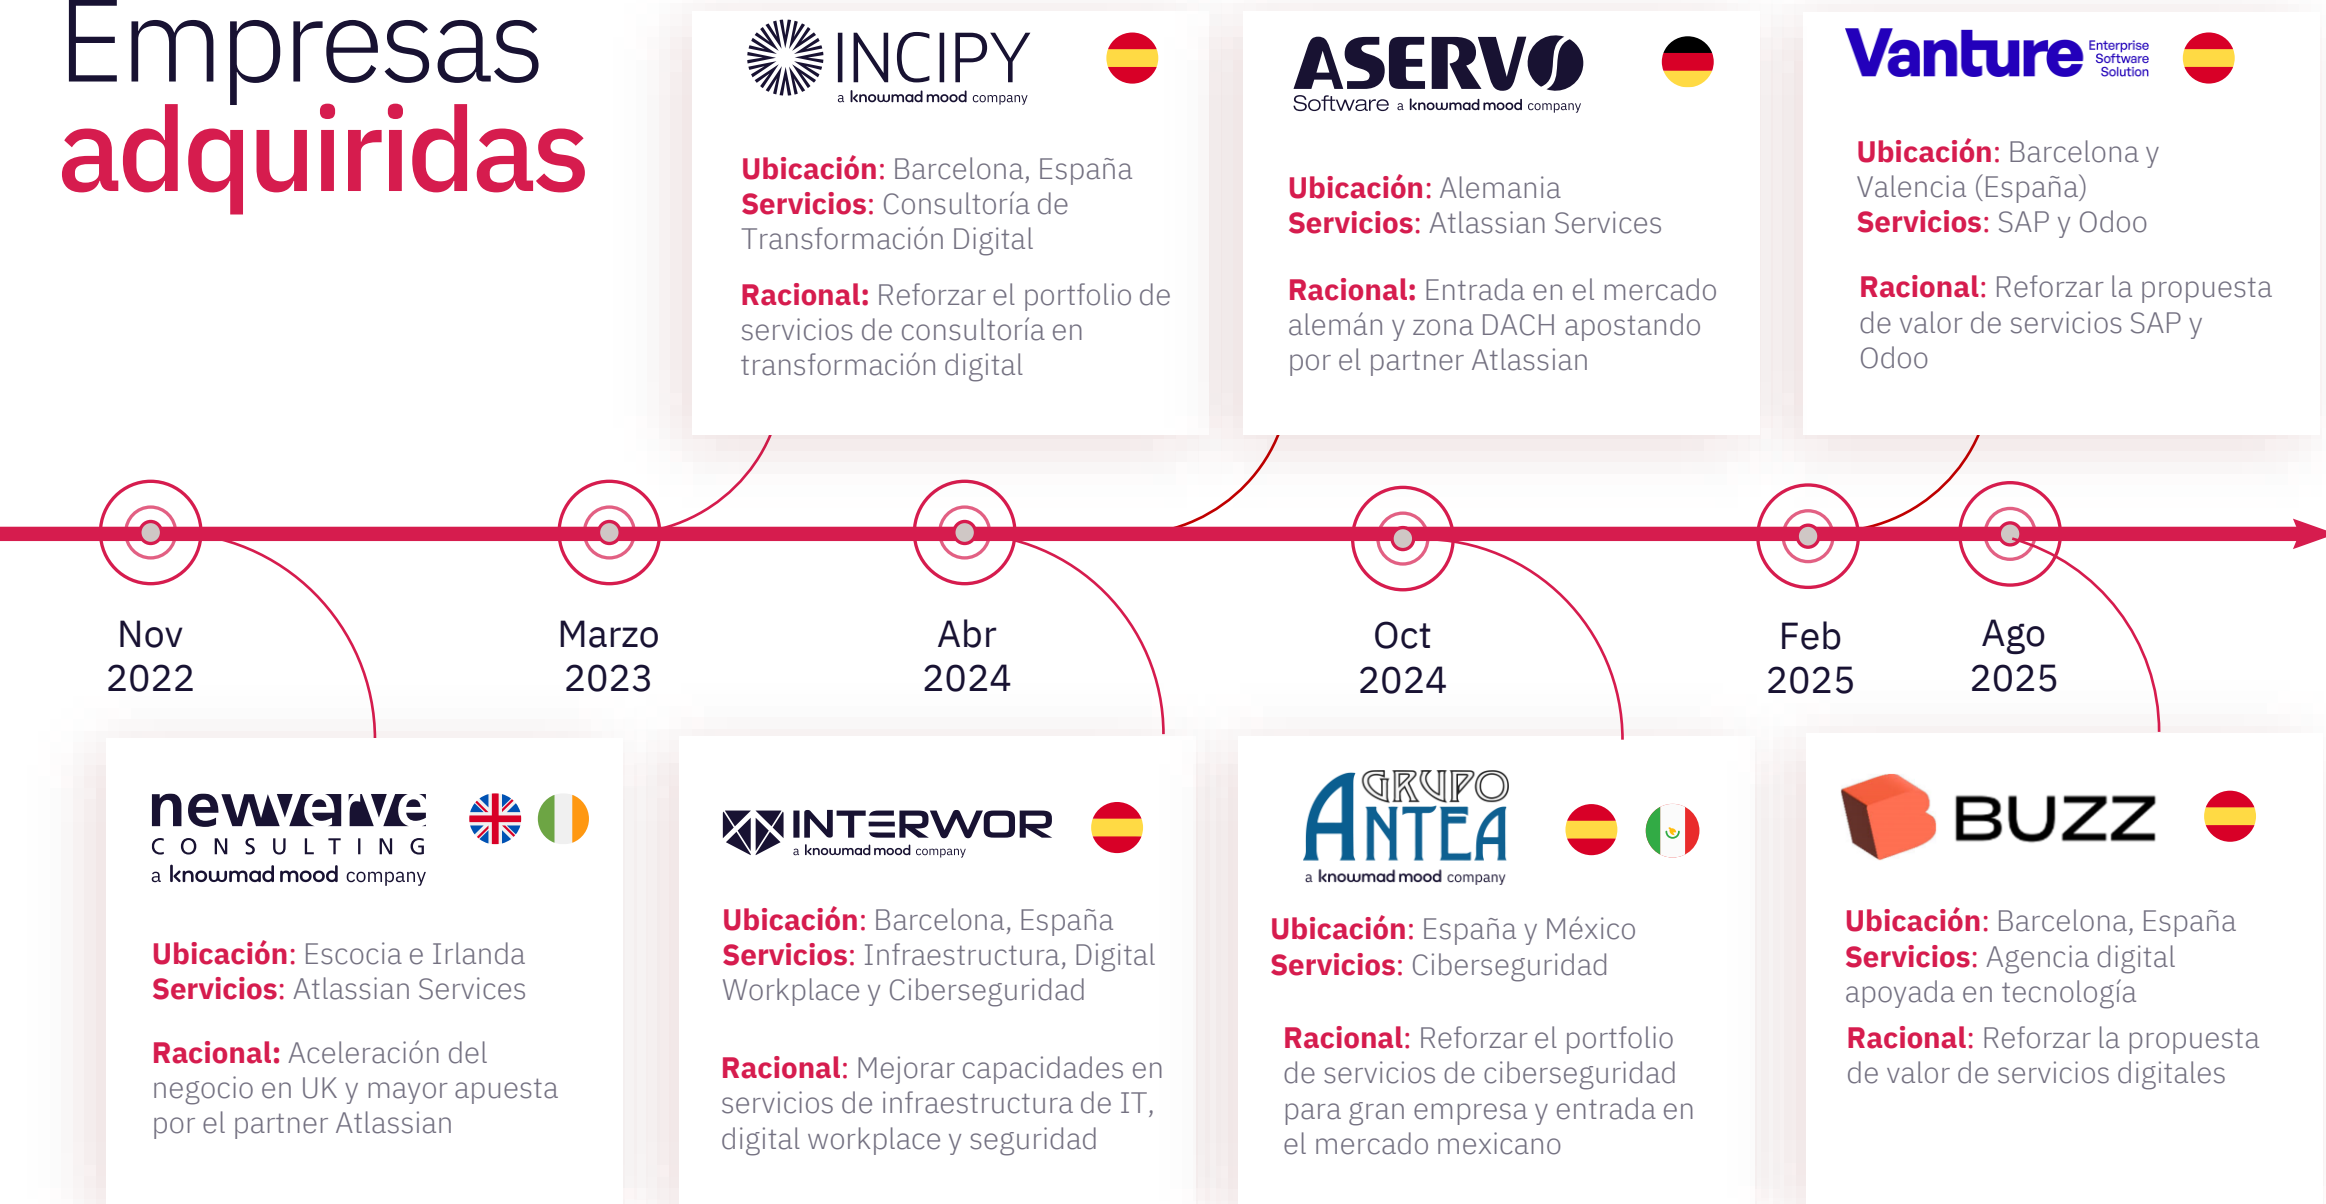 Empresas
adquiridas
INCIPY
a knowmad mood company
Ubicación: Barcelona, España
Servicios: Consultoría de
Transformación Digital
Racional: Reforzar el portfolio de
servicios de consultoría en
transformación digital
ASERVO
Software a knowmad mood company
Ubicación: Alemania
Servicios: Atlassian Services
Racional: Entrada en el mercado
alemán y zona DACH apostando
por el partner Atlassian
Vanture Enterprise
Software
Solution
Ubicación: Barcelona y
Valencia (España)
Servicios: SAP y Odoo
Racional: Reforzar la propuesta
de valor de servicios SAP y
Odoo
Nov
2022
Marzo
2023
Abr
2024
Oct
2024
Feb
2025
Ago
2025
newverve
CONSULTING
a knowmad mood company
Ubicación: Escocia e Irlanda
Servicios: Atlassian Services
Racional: Aceleración del
negocio en UK y mayor apuesta
por el partner Atlassian
INTERWOR
a knowmad mood company
Ubicación: Barcelona, España
Servicios: Infraestructura, Digital
Workplace y Ciberseguridad
Racional: Mejorar capacidades en
servicios de infraestructura de IT,
digital workplace y seguridad
GRUPO
ANTEA
a knowmad mood company
Ubicación: España y México
Servicios: Ciberseguridad
Racional: Reforzar el portfolio
de servicios de ciberseguridad
para gran empresa y entrada en
el mercado mexicano
BUZZ
Ubicación: Barcelona, España
Servicios: Agencia digital
apoyada en tecnología
Racional: Reforzar la propuesta
de valor de servicios digitales